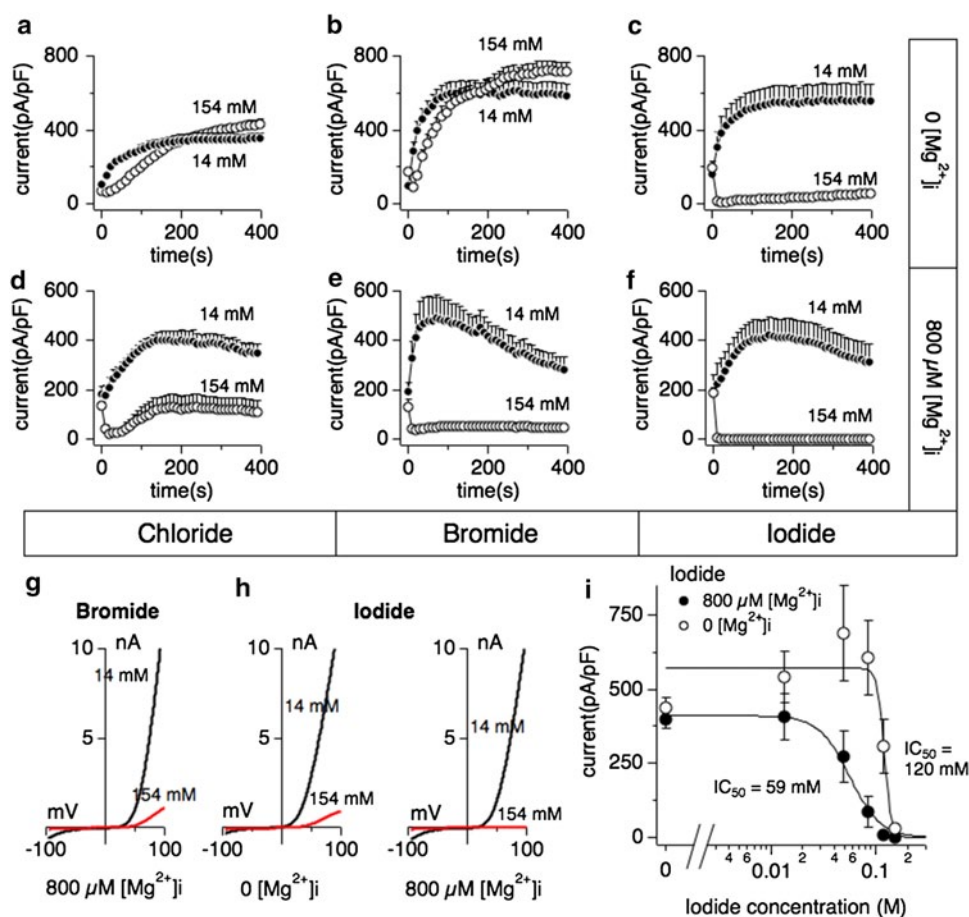 a
b
c
800
400
0
current(pA/pF)
154 mM
14 mM
0 200 400
time(s)
800
400
0
current(pA/pF)
154 mM
14 mM
0 200 400
time(s)
800
400
0
current(pA/pF)
14 mM
154 mM
0 200 400
time(s)
0 [Mg2+]i
d
e
f
600
400
200
0
current(pA/pF)
14 mM
154 mM
0 200 400
time(s)
600
400
200
0
current(pA/pF)
14 mM
154 mM
0 200 400
time(s)
600
400
200
0
current(pA/pF)
14 mM
154 mM
0 200 400
time(s)
800 µM [Mg2+]i
Chloride Bromide Iodide
g
Bromide
nA
10
14 mM
5
154 mM
mV
-100 100
800 µM [Mg2+]i
h
Iodide
nA
10
14 mM
5
154 mM
mV
-100 100
0 [Mg2+]i
nA
10
14 mM
5
154 mM
mV
-100 100
800 µM [Mg2+]i
i
Iodide
800 µM [Mg2+]i
0 [Mg2+]i
750
500
250
0
current(pA/pF)
IC50 = 59 mM
IC50 =
120 mM
0 4 6 0.01 2 4 6 0.1 2
Iodide concentration (M)